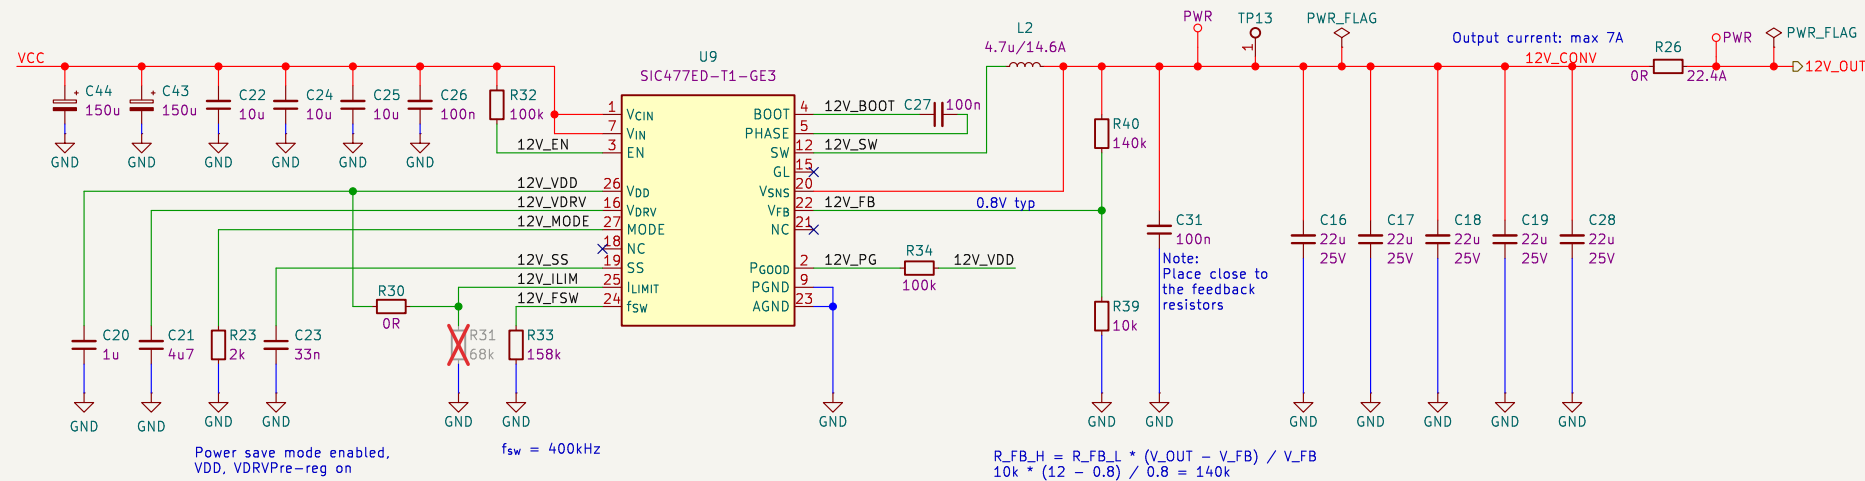 VCC
C44
150u
GND
C43
150u
GND
C22
10u
GND
C24
10u
GND
C25
10u
GND
C26
100n
GND
R32
100k
U9
SIC477ED-T1-GE3
1 VCIN
7 VIN
3 EN
26 VDD
16 VDRV
27 MODE
18 NC
19 SS
25 ILIMIT
24 fSW
BOOT 4
PHASE 5
SW 12
GL 15
VSNS 20
VFB 22
NC 21
PGOOD 2
PGND 9
AGND 23
12V_EN
12V_VDD
12V_VDRV
12V_MODE
12V_SS
12V_ILIM
12V_FSW
12V_BOOT
12V_SW
12V_FB
0.8V typ
12V_PG
C27
100n
R34
100k
12V_VDD
L2
4.7u/14.6A
PWR
TP13
1
PWR_FLAG
Output current: max 7A
12V_CONV
R26
0R
22.4A
PWR
PWR_FLAG
12V_OUT
R40
140k
R39
10k
GND
C31
100n
Note:
Place close to
the feedback
resistors
GND
C16
22u
25V
GND
C17
22u
25V
GND
C18
22u
25V
GND
C19
22u
25V
GND
C28
22u
25V
GND
C20
1u
GND
C21
4u7
GND
R23
2k
GND
C23
33n
GND
R30
0R
R31
68k
GND
R33
158k
GND
GND
Power save mode enabled,
VDD, VDRVPre-reg on
fsw = 400kHz
R_FB_H = R_FB_L * (V_OUT - V_FB) / V_FB
10k * (12 - 0.8) / 0.8 = 140k